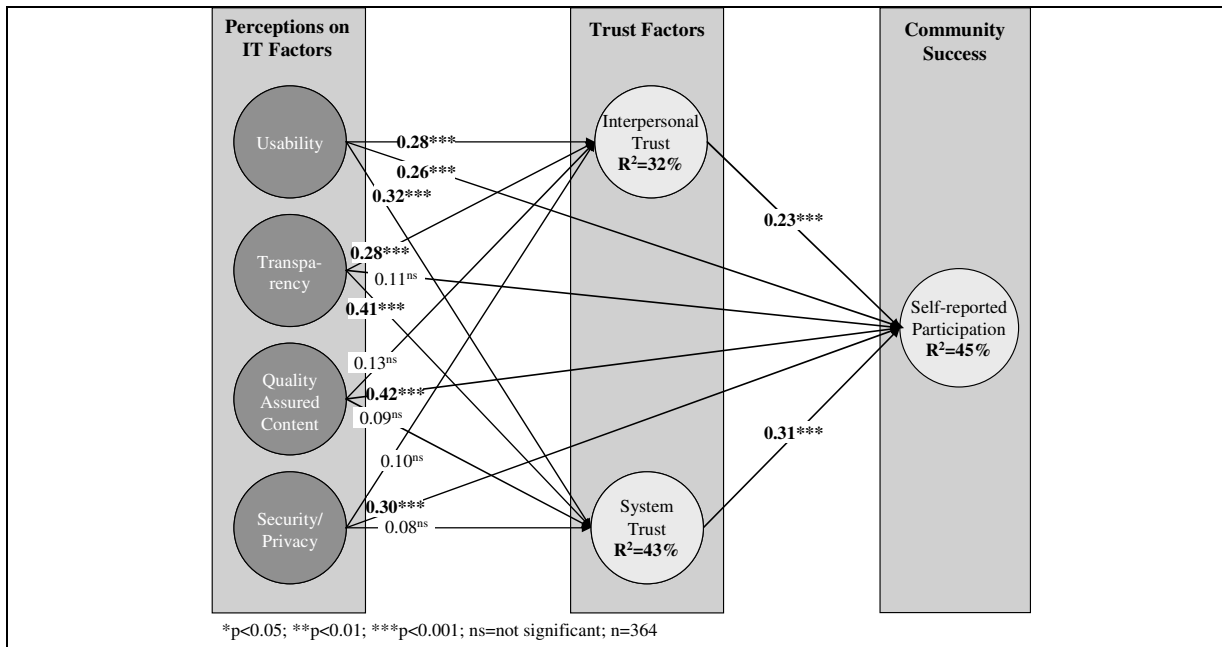 Perceptions on
IT Factors
Trust Factors
Community
Success
Usability
Transpa-
rency
Quality
Assured
Content
Security/
Privacy
0.28***
0.26***
0.32***
0.28***
0.11ns
0.41***
0.13ns
0.42***
0.09ns
0.10ns
0.30***
0.08ns
Interpersonal
Trust
R²=32%
System
Trust
R²=43%
0.23***
0.31***
Self-reported
Participation
R²=45%
*p<0.05; **p<0.01; ***p<0.001; ns=not significant; n=364